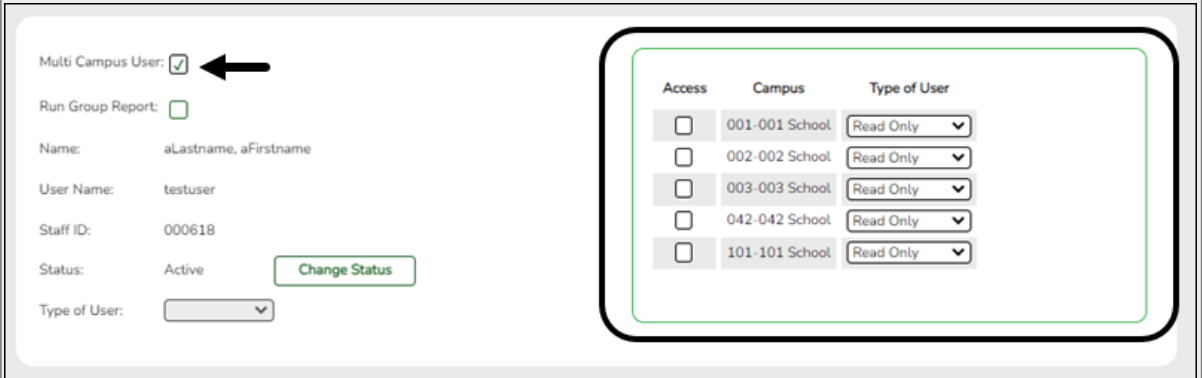 Multi Campus User:
Run Group Report:
Name: aLastname, aFirstname
User Name: testuser
Staff ID: 000618
Status: Active Change Status
Type of User:
Access Campus Type of User
001-001 School Read Only
002-002 School Read Only
003-003 School Read Only
042-042 School Read Only
101-101 School Read Only